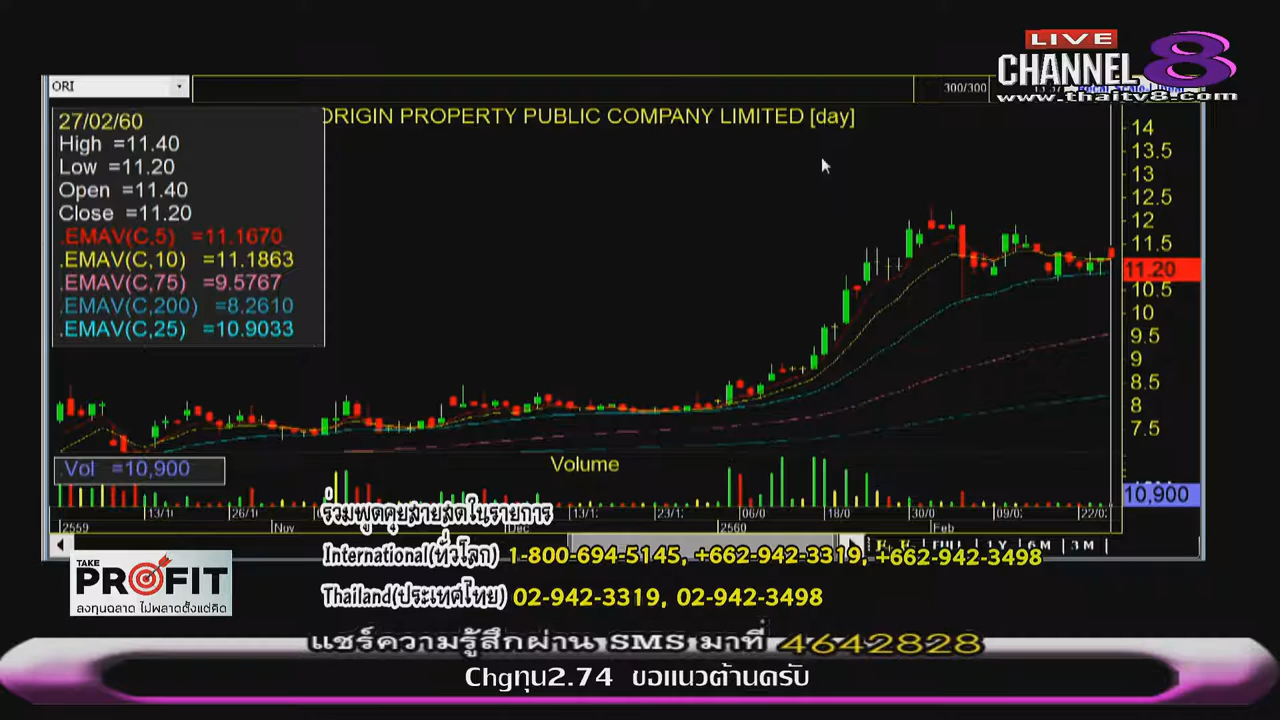 LIVE
CHANNEL 8
www.thaitv8.com
ORI
300/300
ORIGIN PROPERTY PUBLIC COMPANY LIMITED [day]
27/02/60
High =11.40
Low =11.20
Open =11.40
Close =11.20
.EMAV(C,5) =11.1670
.EMAV(C,10) =11.1863
.EMAV(C,75) =9.5767
.EMAV(C,200) =8.2610
.EMAV(C,25) =10.9033
14
13.5
13
12.5
12
11.5
11.20
10.5
10
9.5
9
8.5
8
7.5
.Vol =10,900
Volume
10,900
13/1 26/1 13/1 23/1 06/0 18/0 30/0 09/0 22/0
2559 Nov Dec 2560 Feb
1Y 6M 3M
ร่วมพูดคุยสายสดในรายการ
International(ทั่วโลก) 1-800-694-5145, +662-942-3319, +662-942-3498
Thailand(ประเทศไทย) 02-942-3319, 02-942-3498
TAKE
PROFIT
ลงทุนฉลาด ไม่พลาดตั้งแต่คิด
แชร์ความรู้สึกผ่าน SMS มาที่ 4642828
Chgทุน2.74 ขอแนวต้านครับ